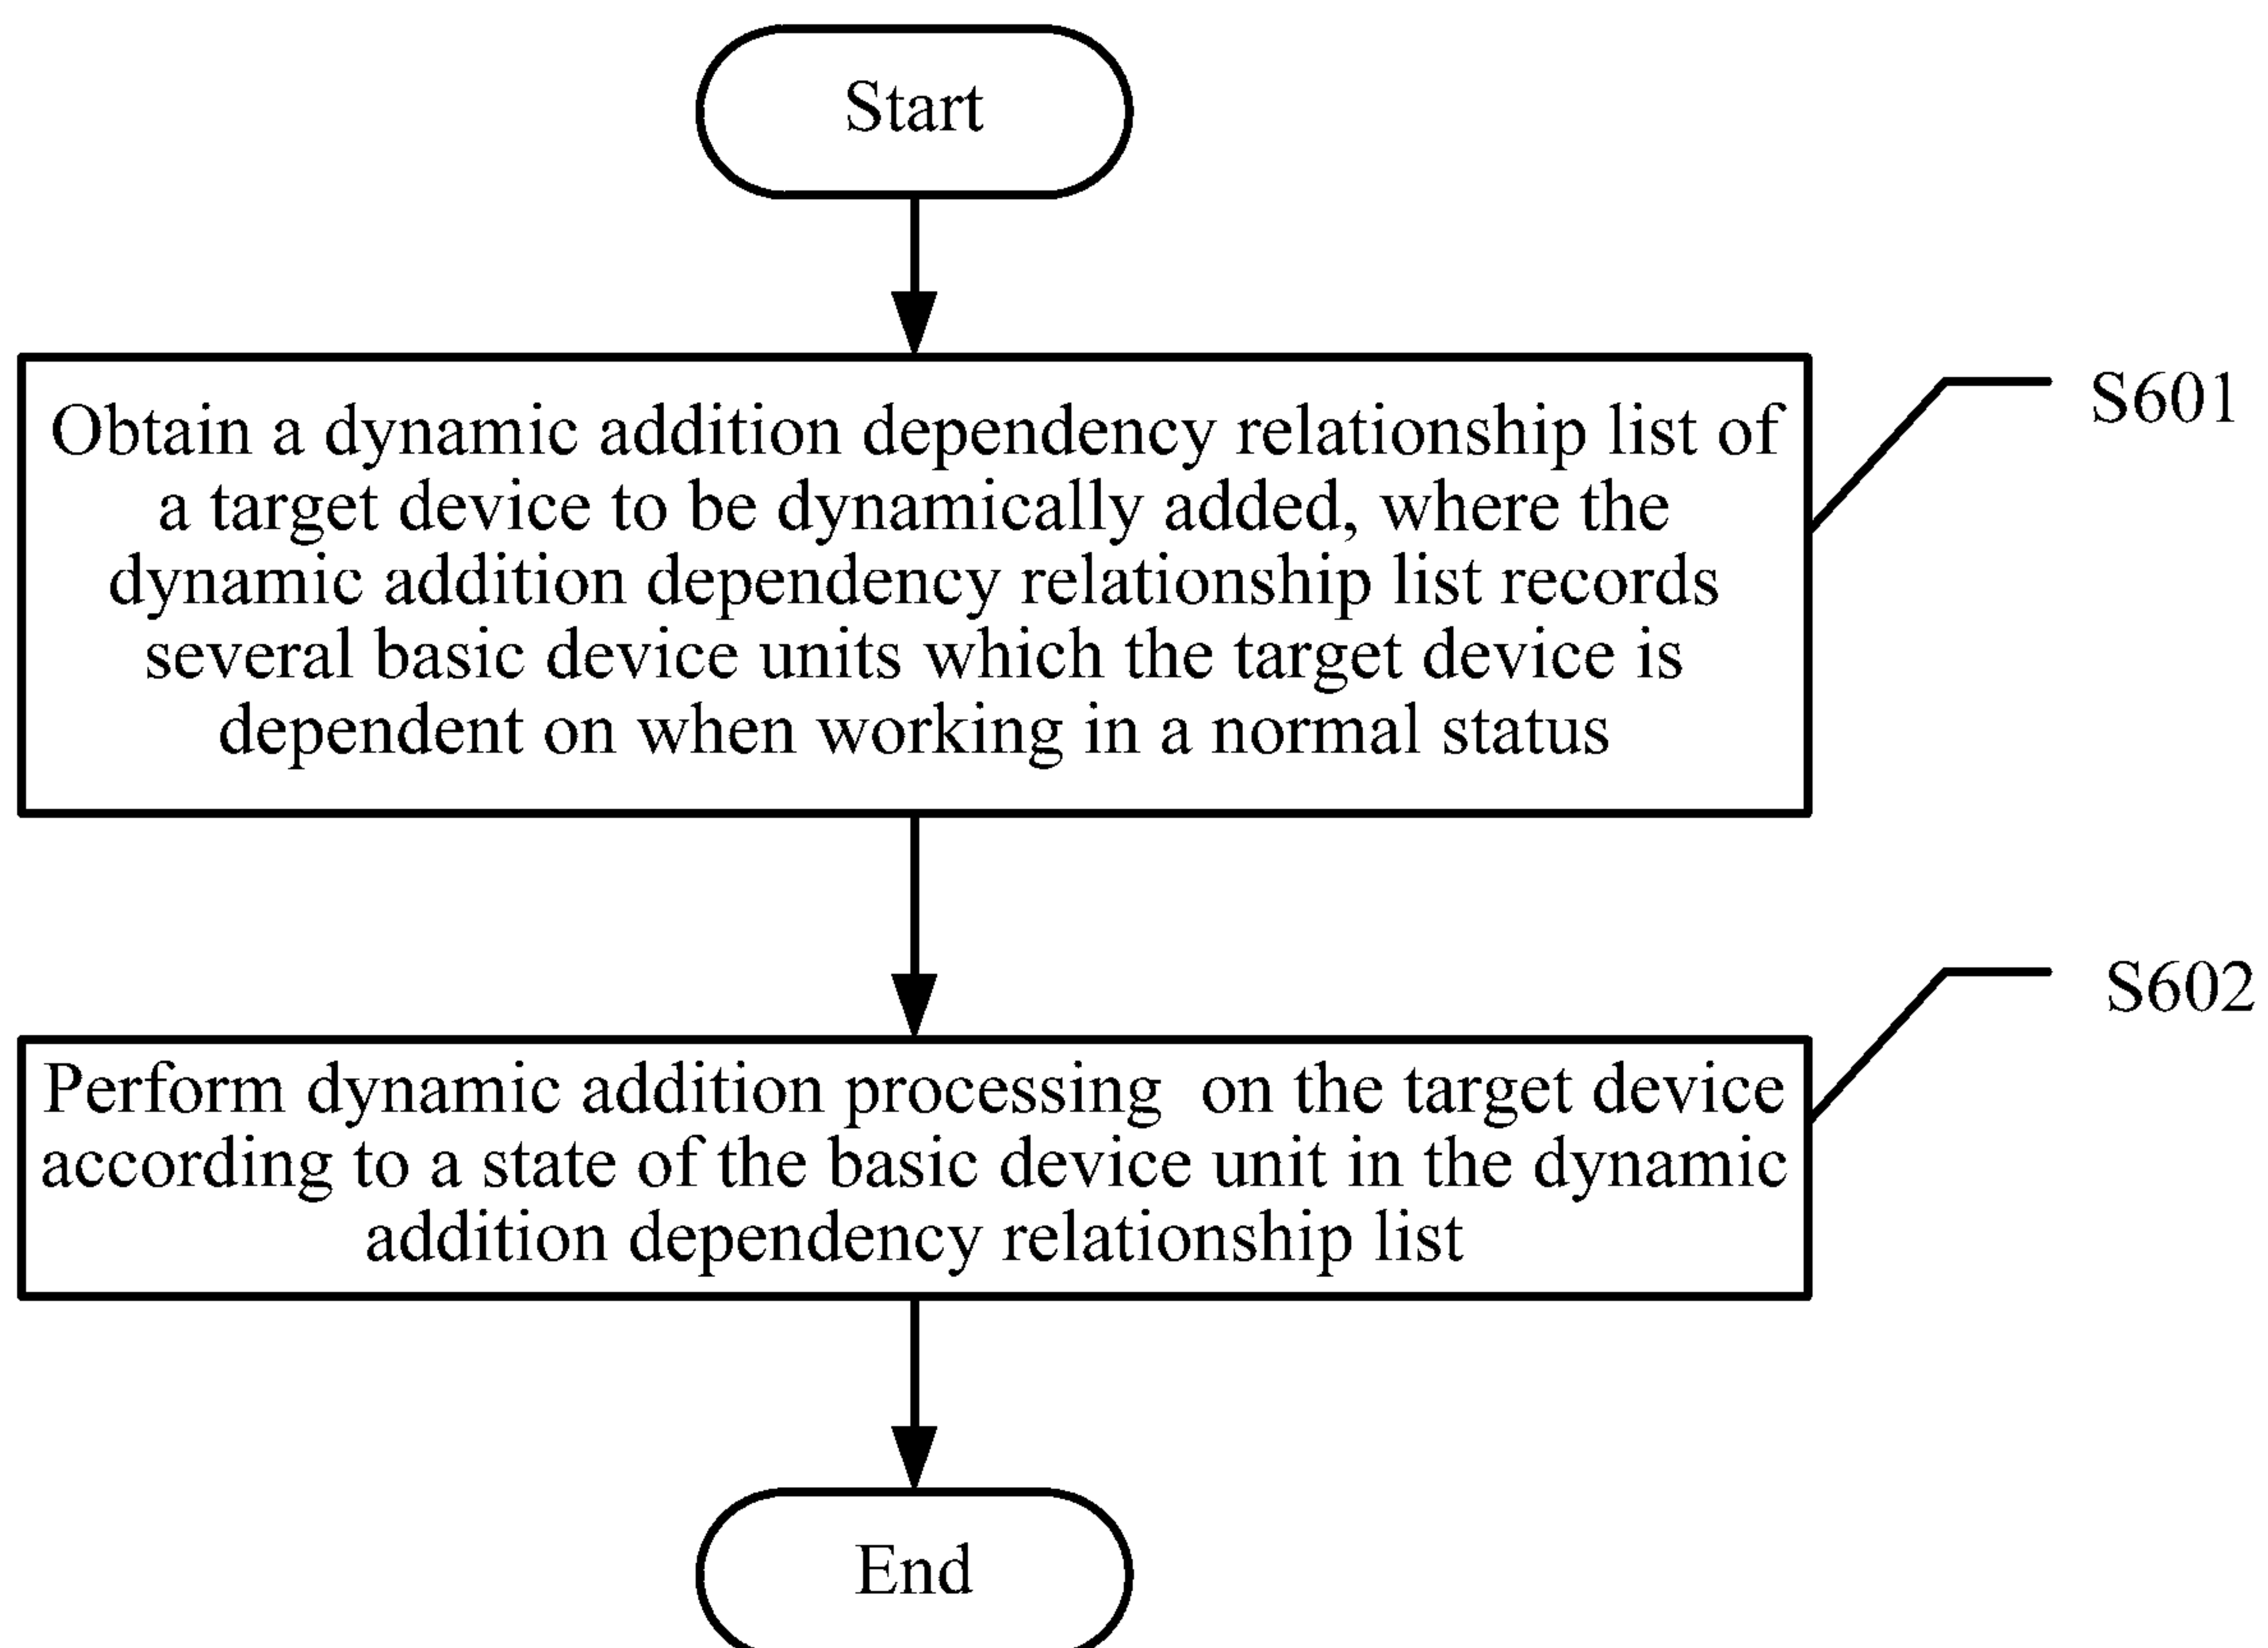 Start
S601
Obtain a dynamic addition dependency relationship list of
a target device to be dynamically added, where the
dynamic addition dependency relationship list records
several basic device units which the target device is
dependent on when working in a normal status
S602
Perform dynamic addition processing on the target device
according to a state of the basic device unit in the dynamic
addition dependency relationship list
End